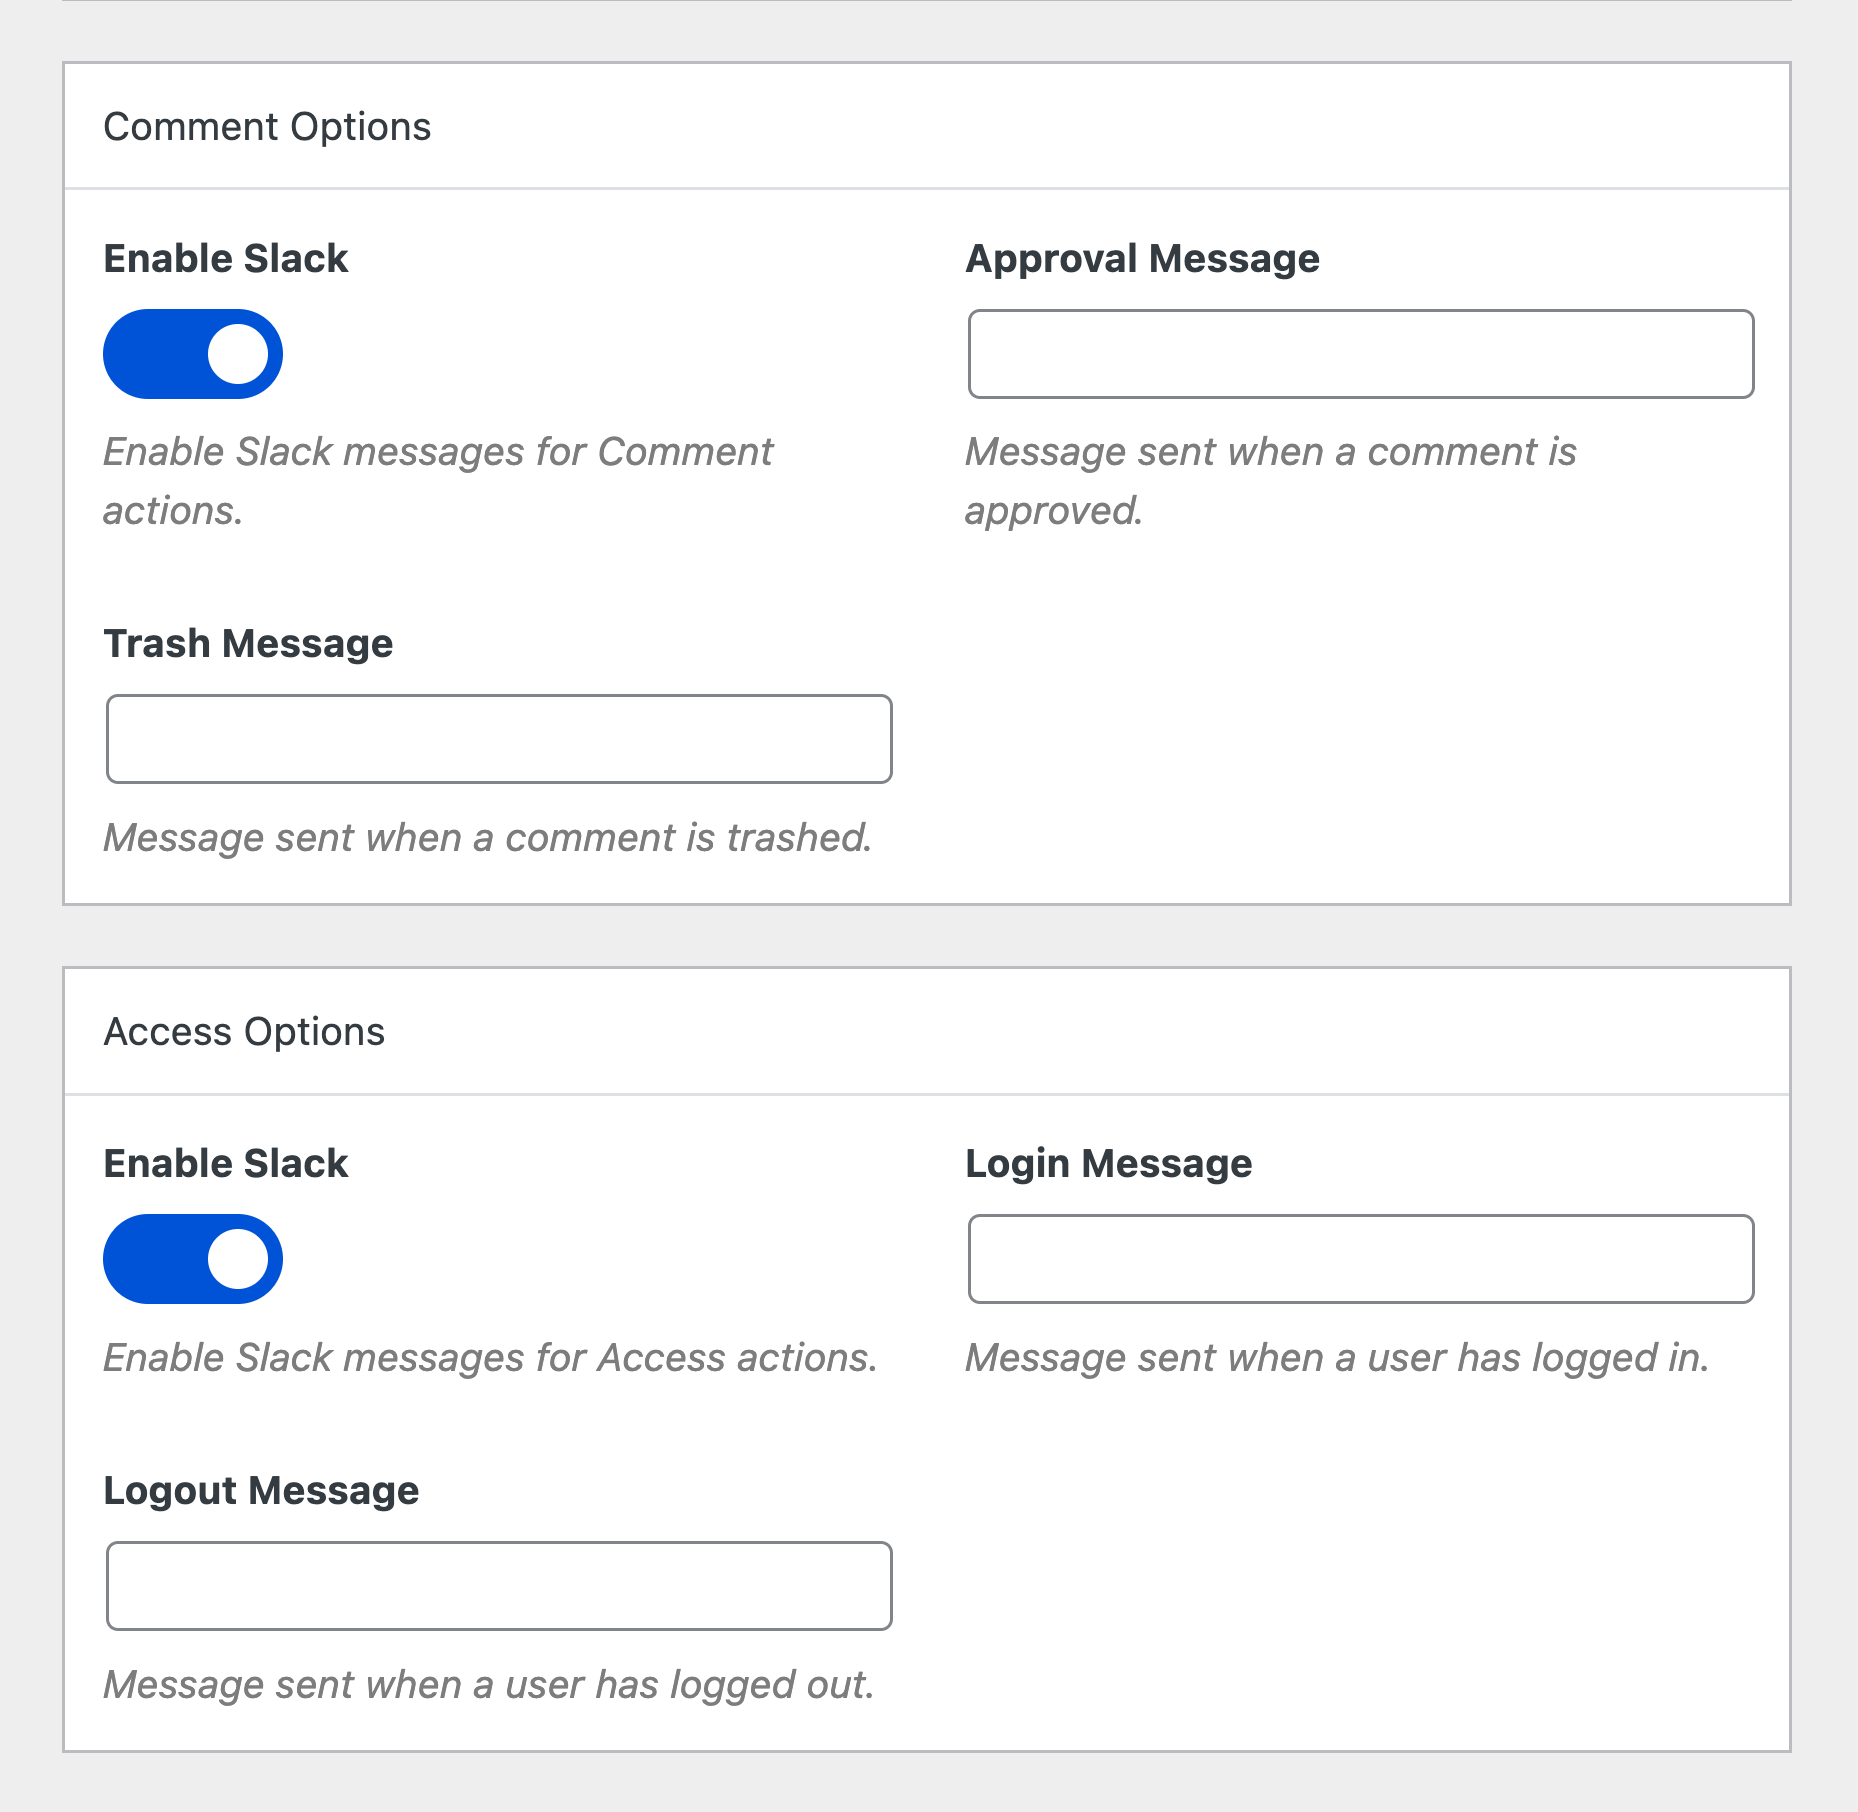 Comment Options
Enable Slack
Enable Slack messages for Comment
actions.
Approval Message
Message sent when a comment is
approved.
Trash Message
Message sent when a comment is trashed.
Access Options
Enable Slack
Enable Slack messages for Access actions.
Login Message
Message sent when a user has logged in.
Logout Message
Message sent when a user has logged out.